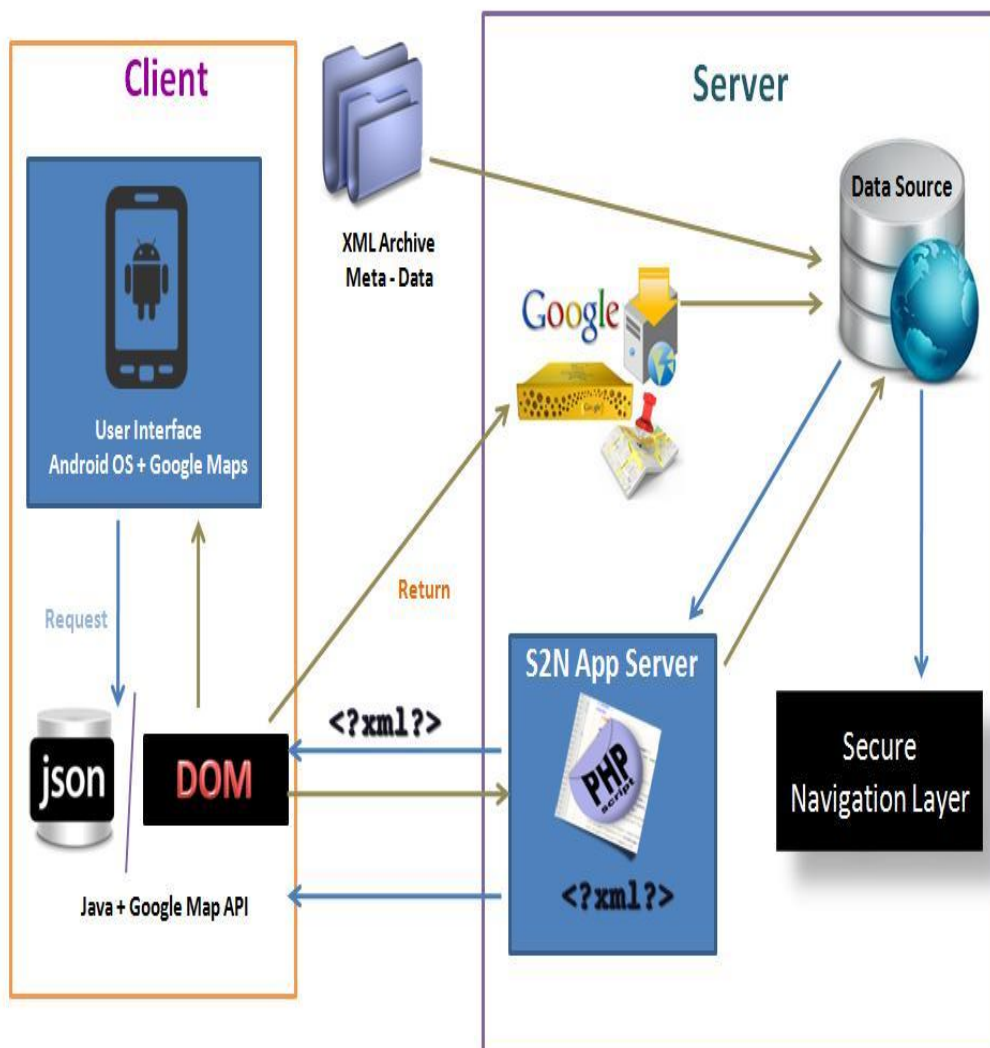 Client
Server
XML Archive
Meta - Data
Data Source
Google
Google
User Interface
Android OS + Google Maps
Request
Return
json
DOM
<?xml?>
S2N App Server
PHP
script
<?xml?>
Secure
Navigation Layer
Java + Google Map API